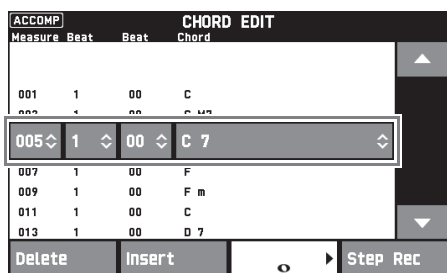 ACCOMP CHORD EDIT
Measure Beat Beat Chord
001 1 00 C
005 1 00 C 7
007 1 00 F
009 1 00 F m
011 1 00 C
013 1 00 D 7
Delete Insert Step Rec